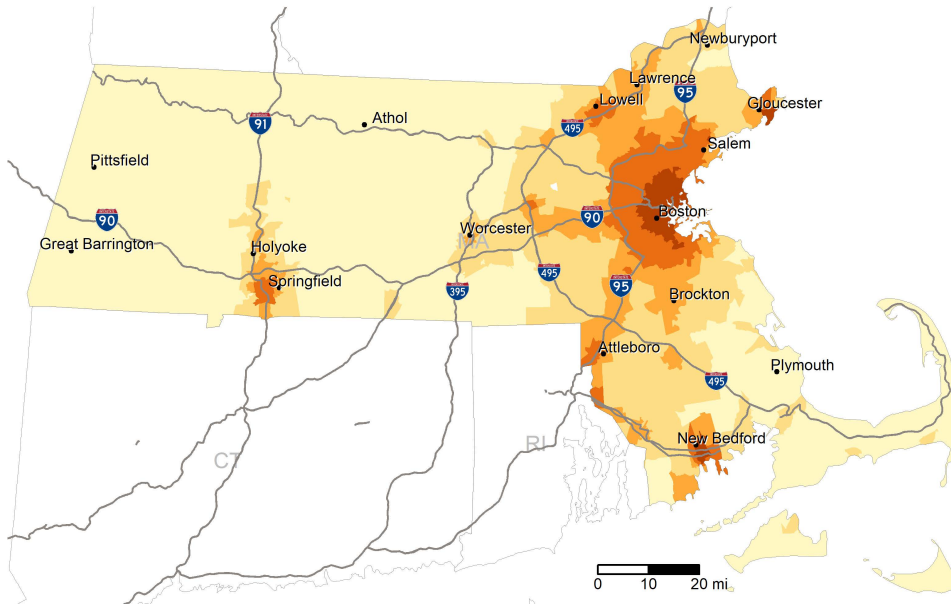 Newburyport
Lawrence
95
Lowell
Gloucester
91
Athol
495
Salem
Pittsfield
90
90
Boston
Worcester
MA
Great Barrington
Holyoke
495
Springfield
395
95
Brockton
Attleboro
Plymouth
495
New Bedford
RI
CT
0 10 20 mi